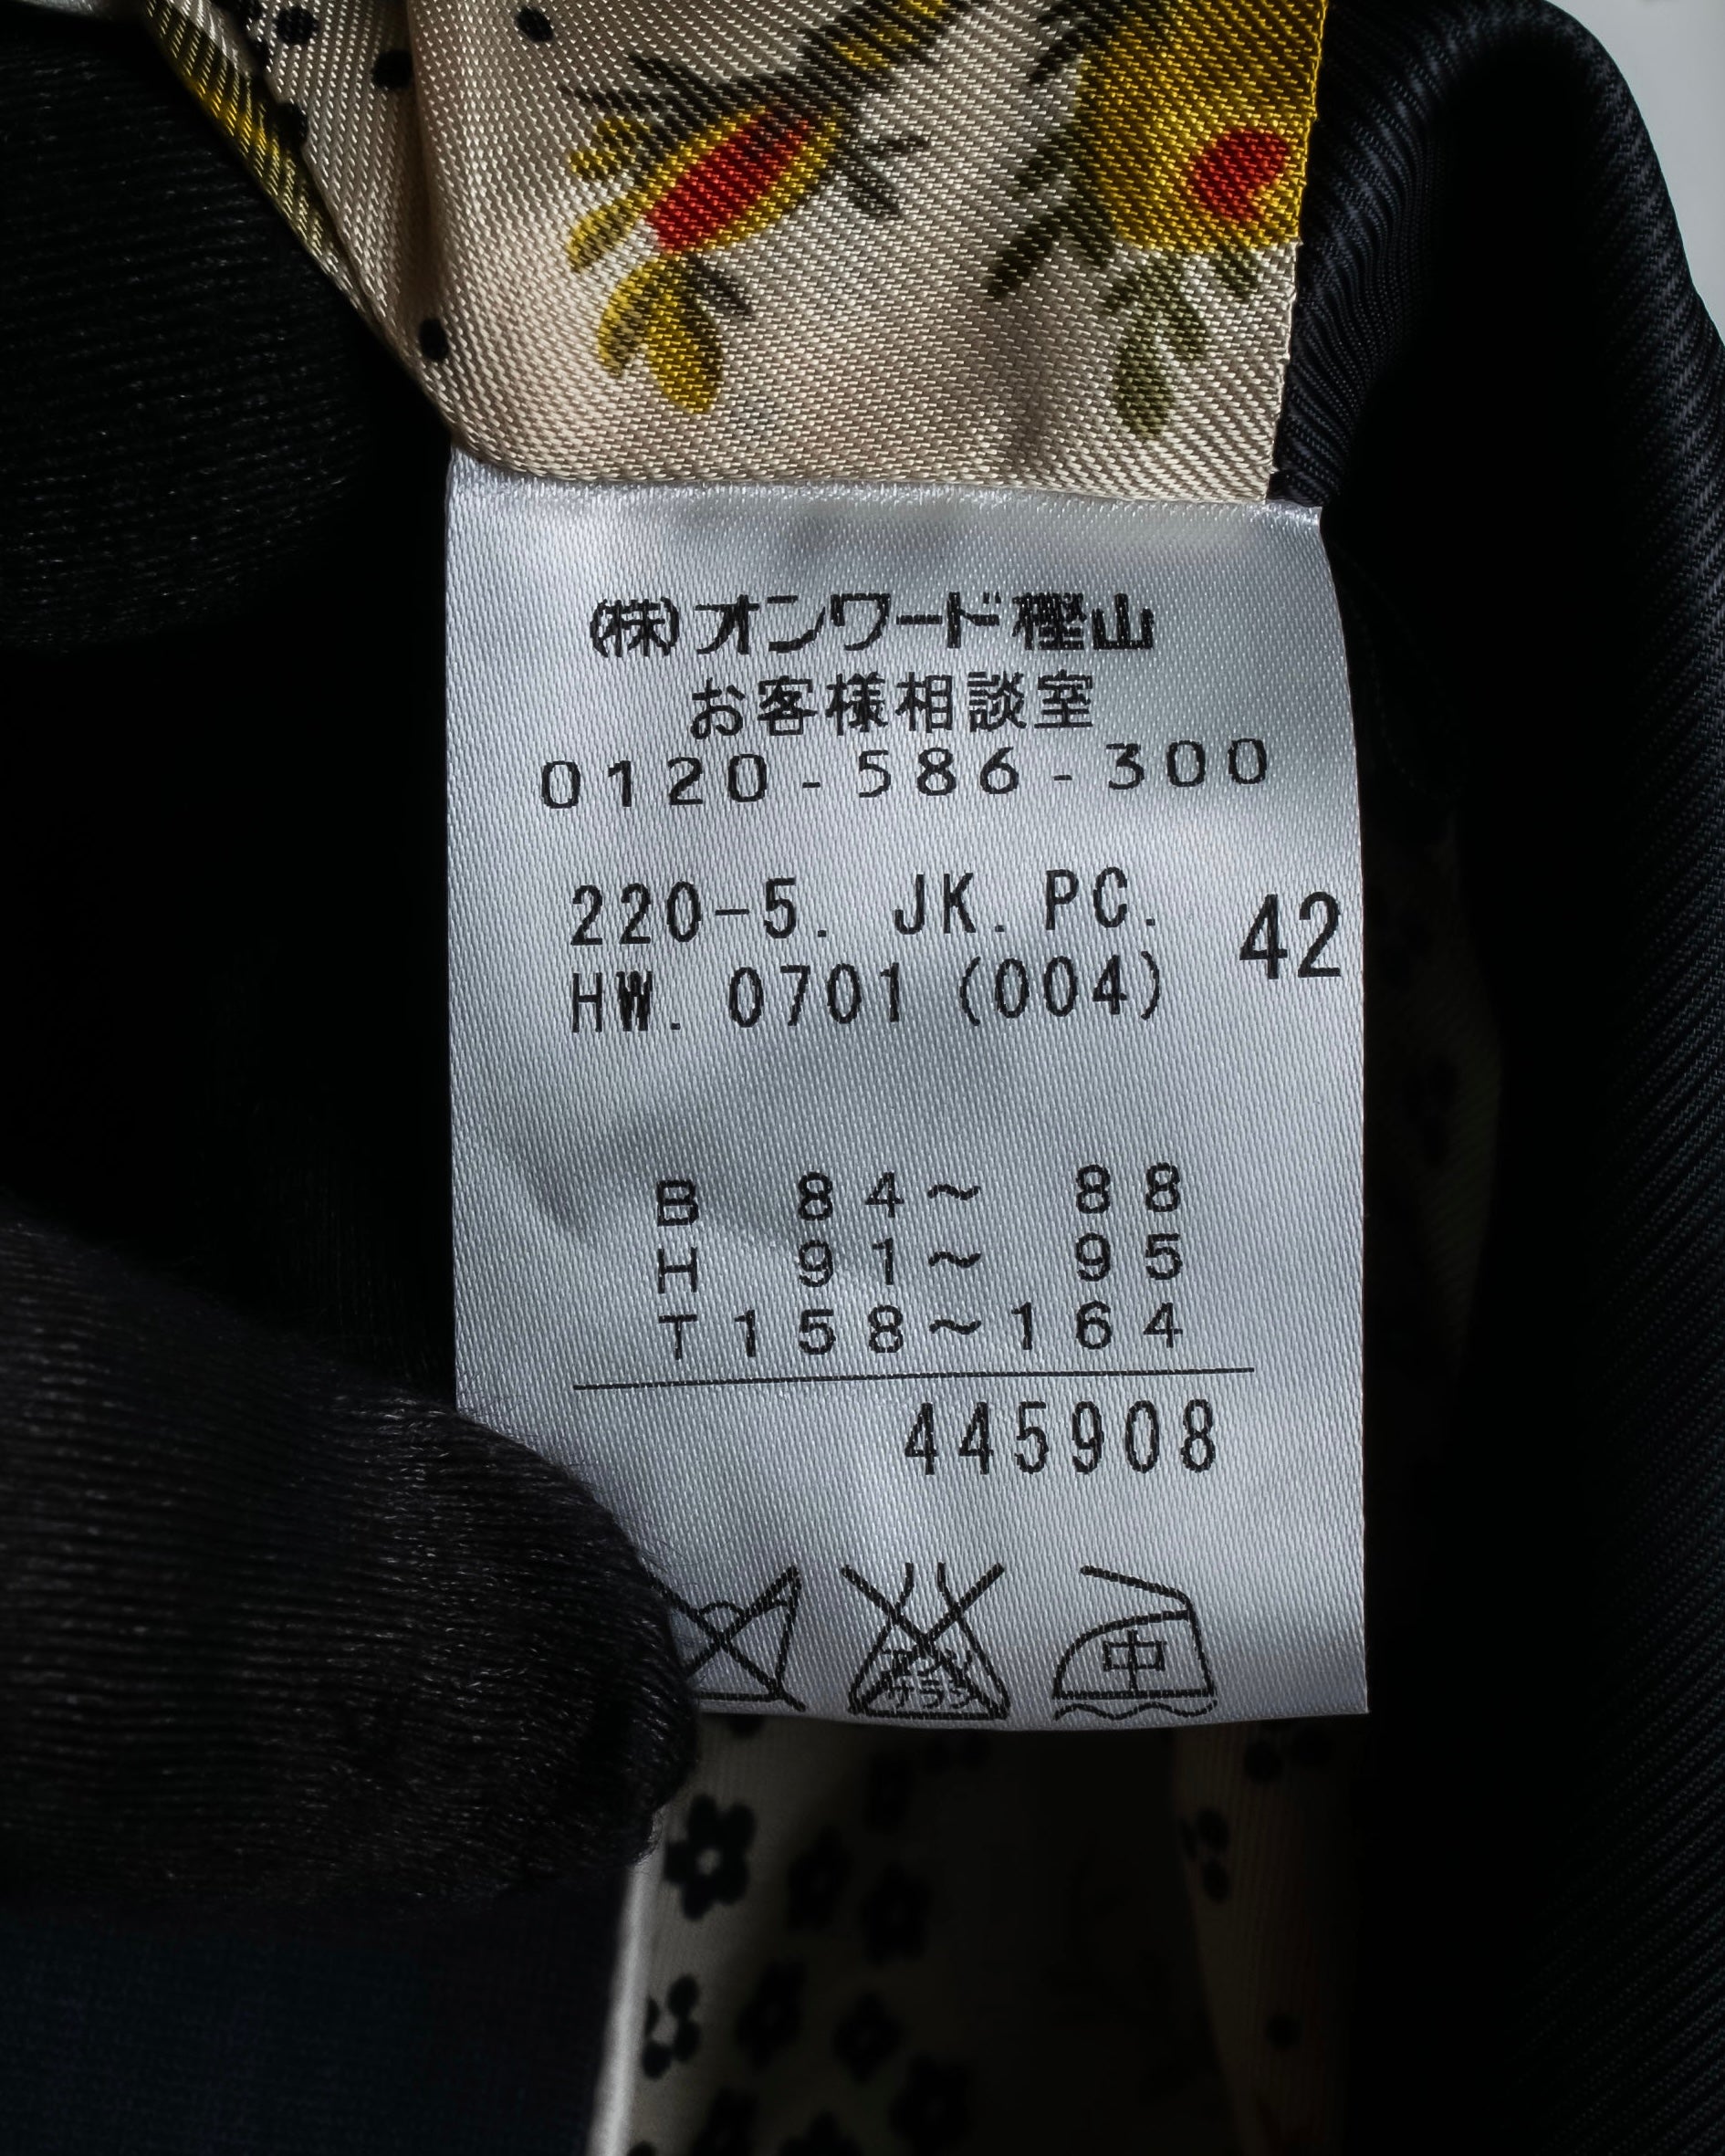 (株)オンワード樫山
お客様相談室
0120-586-300
220-5. JK. PC. 42
HW. 0701 (004)
B 84～ 88
H 91～ 95
T158～164
445908
中